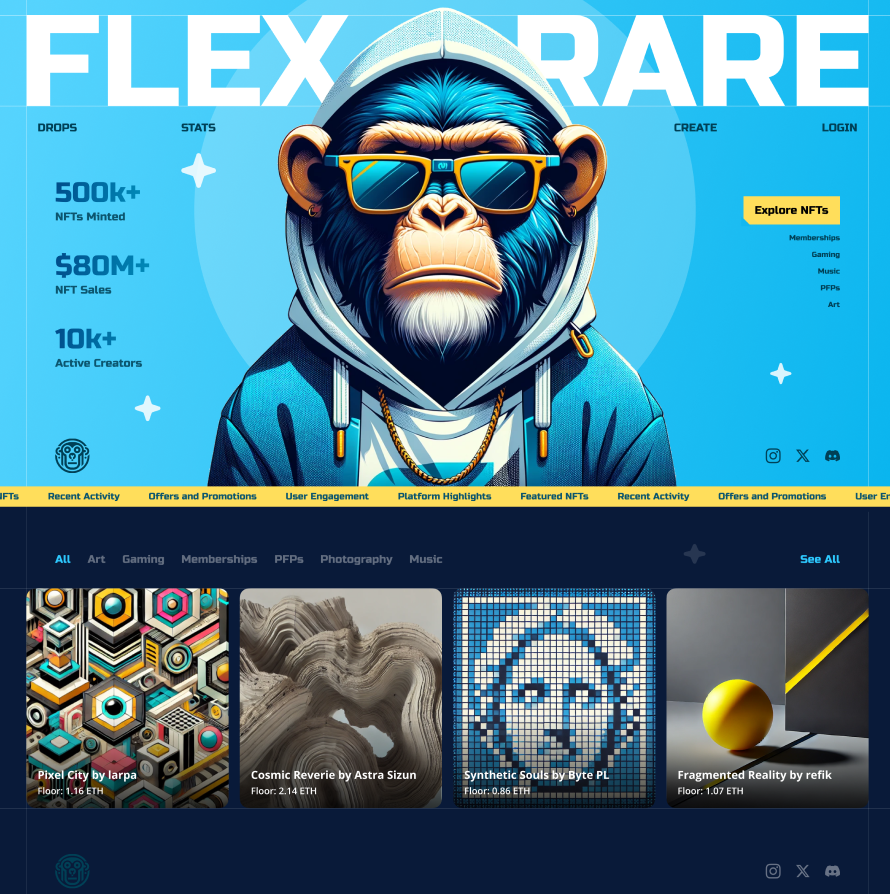 FLEX RARE
DROPS
STATS
CREATE
LOGIN
500k+
NFTs Minted
$80M+
NFT Sales
10k+
Active Creators
Explore NFTs
Memberships
Gaming
Music
PFPs
Art
NFTs Recent Activity Offers and Promotions User Engagement Platform Highlights Featured NFTs Recent Activity Offers and Promotions User En
All Art Gaming Memberships PFPs Photography Music
See All
Pixel City by larpa
Floor: 1.16 ETH
Cosmic Reverie by Astra Sizun
Floor: 2.14 ETH
Synthetic Souls by Byte PL
Floor: 0.86 ETH
Fragmented Reality by refik
Floor: 1.07 ETH